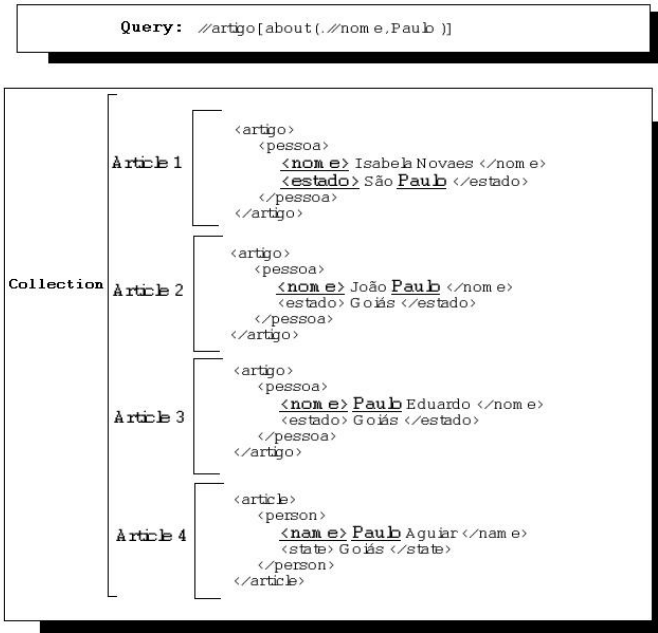 Query: //artigo[about(.//nome,Paulo )]
Collection
Article 1
<artigo>
<pessoa>
<nome> Isabela Novaes </nome>
<estado> São Paulo </estado>
</pessoa>
</artigo>
Article 2
<artigo>
<pessoa>
<nome> João Paulo </nome>
<estado> Goiás </estado>
</pessoa>
</artigo>
Article 3
<artigo>
<pessoa>
<nome> Paulo Eduardo </nome>
<estado> Goiás </estado>
</pessoa>
</artigo>
Article 4
<article>
<person>
<name> Paulo Aguiar </name>
<state> Goiás </state>
</person>
</article>